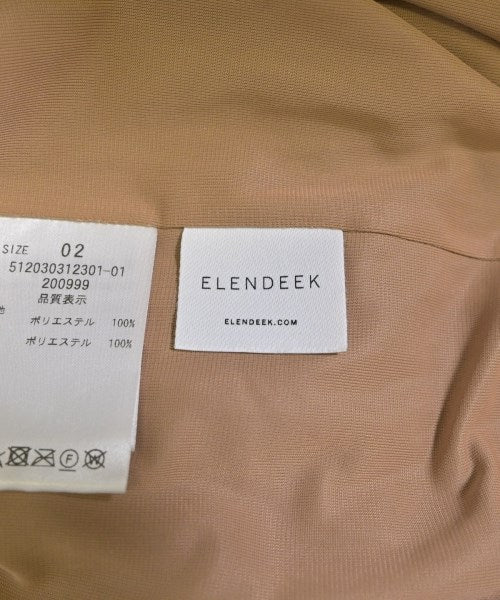 SIZE 02
512030312301-01
200999
品質表示
地 ポリエステル 100%
ポリエステル 100%
ELENDEEK
ELENDEEK.COM